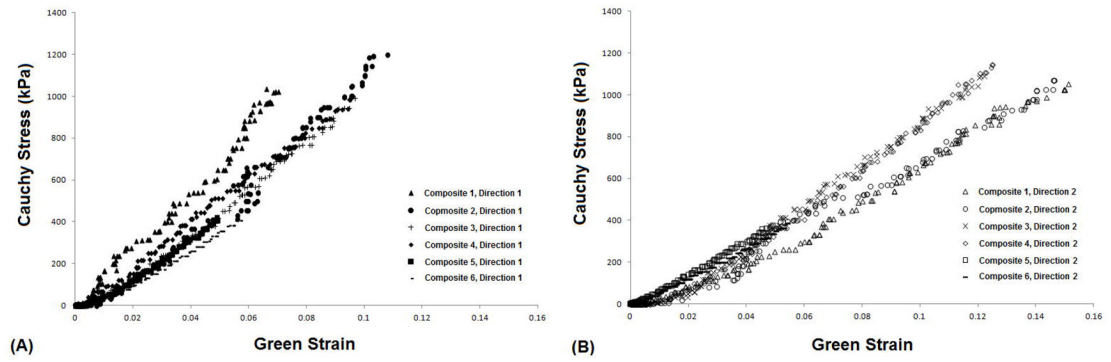 1400
1200
1000
800
600
400
200
0
Cauchy Stress (kPa)
Composite 1, Direction 1
Copmosite 2, Direction 1
Composite 3, Direction 1
Composite 4, Direction 1
Composite 5, Direction 1
Composite 6, Direction 1
0 0.02 0.04 0.06 0.08 0.1 0.12 0.14 0.16
(A) Green Strain
1400
1200
1000
800
600
400
200
0
Cauchy Stress (kPa)
Composite 1, Direction 2
Copmosite 2, Direction 2
Composite 3, Direction 2
Composite 4, Direction 2
Composite 5, Direction 2
Composite 6, Direction 2
0 0.02 0.04 0.06 0.08 0.1 0.12 0.14 0.16
(B) Green Strain